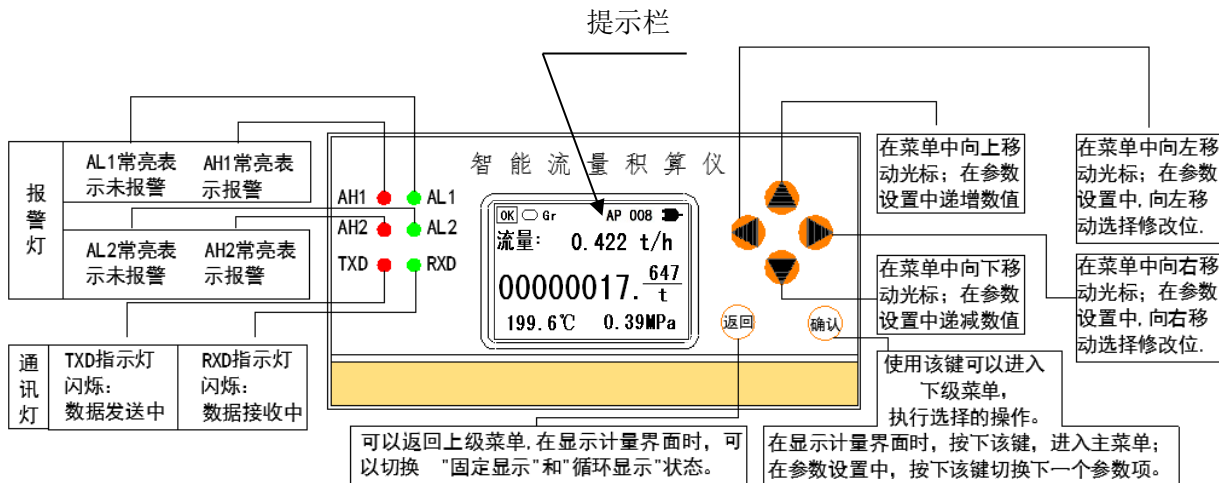 提示栏
报
警
灯
AL1常亮表
示未报警
AH1常亮表
示报警
AL2常亮表
示未报警
AH2常亮表
示报警
通
讯
灯
TXD指示灯
闪烁：
数据发送中
RXD指示灯
闪烁：
数据接收中
智能流量积算仪
AH1 AL1
AH2 AL2
TXD RXD
OK Gr AP 008
流量： 0.422 t/h
00000017. 647
t
199.6℃ 0.39MPa
返回
确认
在菜单中向上移
动光标；在参数
设置中递增数值
在菜单中向左移
动光标；在参数
设置中,向左移
动选择修改位.
在菜单中向下移
动光标；在参数
设置中递减数值
在菜单中向右移
动光标；在参数
设置中,向右移
动选择修改位.
可以返回上级菜单,在显示计量界面时，可
以切换 "固定显示"和"循环显示"状态。
使用该键可以进入
下级菜单，
执行选择的操作。
在显示计量界面时，按下该键，进入主菜单；
在参数设置中，按下该键切换下一个参数项。